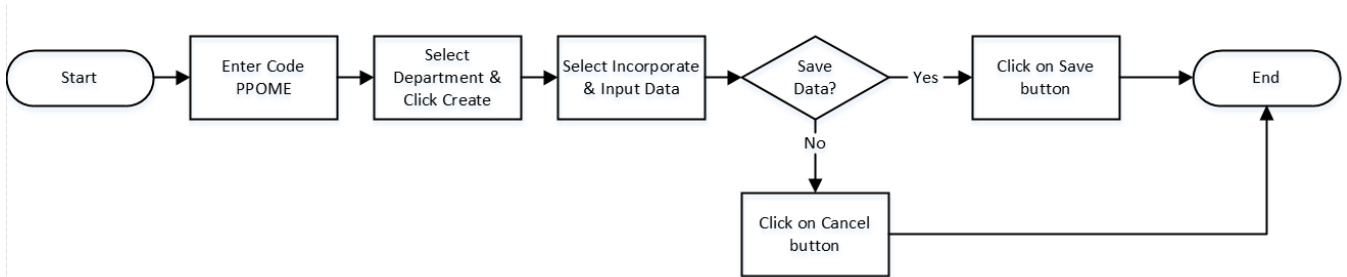 Start
Enter Code
PPOME
Select
Department &
Click Create
Select Incorporate
& Input Data
Save
Data?
Yes
Click on Save
button
End
No
Click on Cancel
button